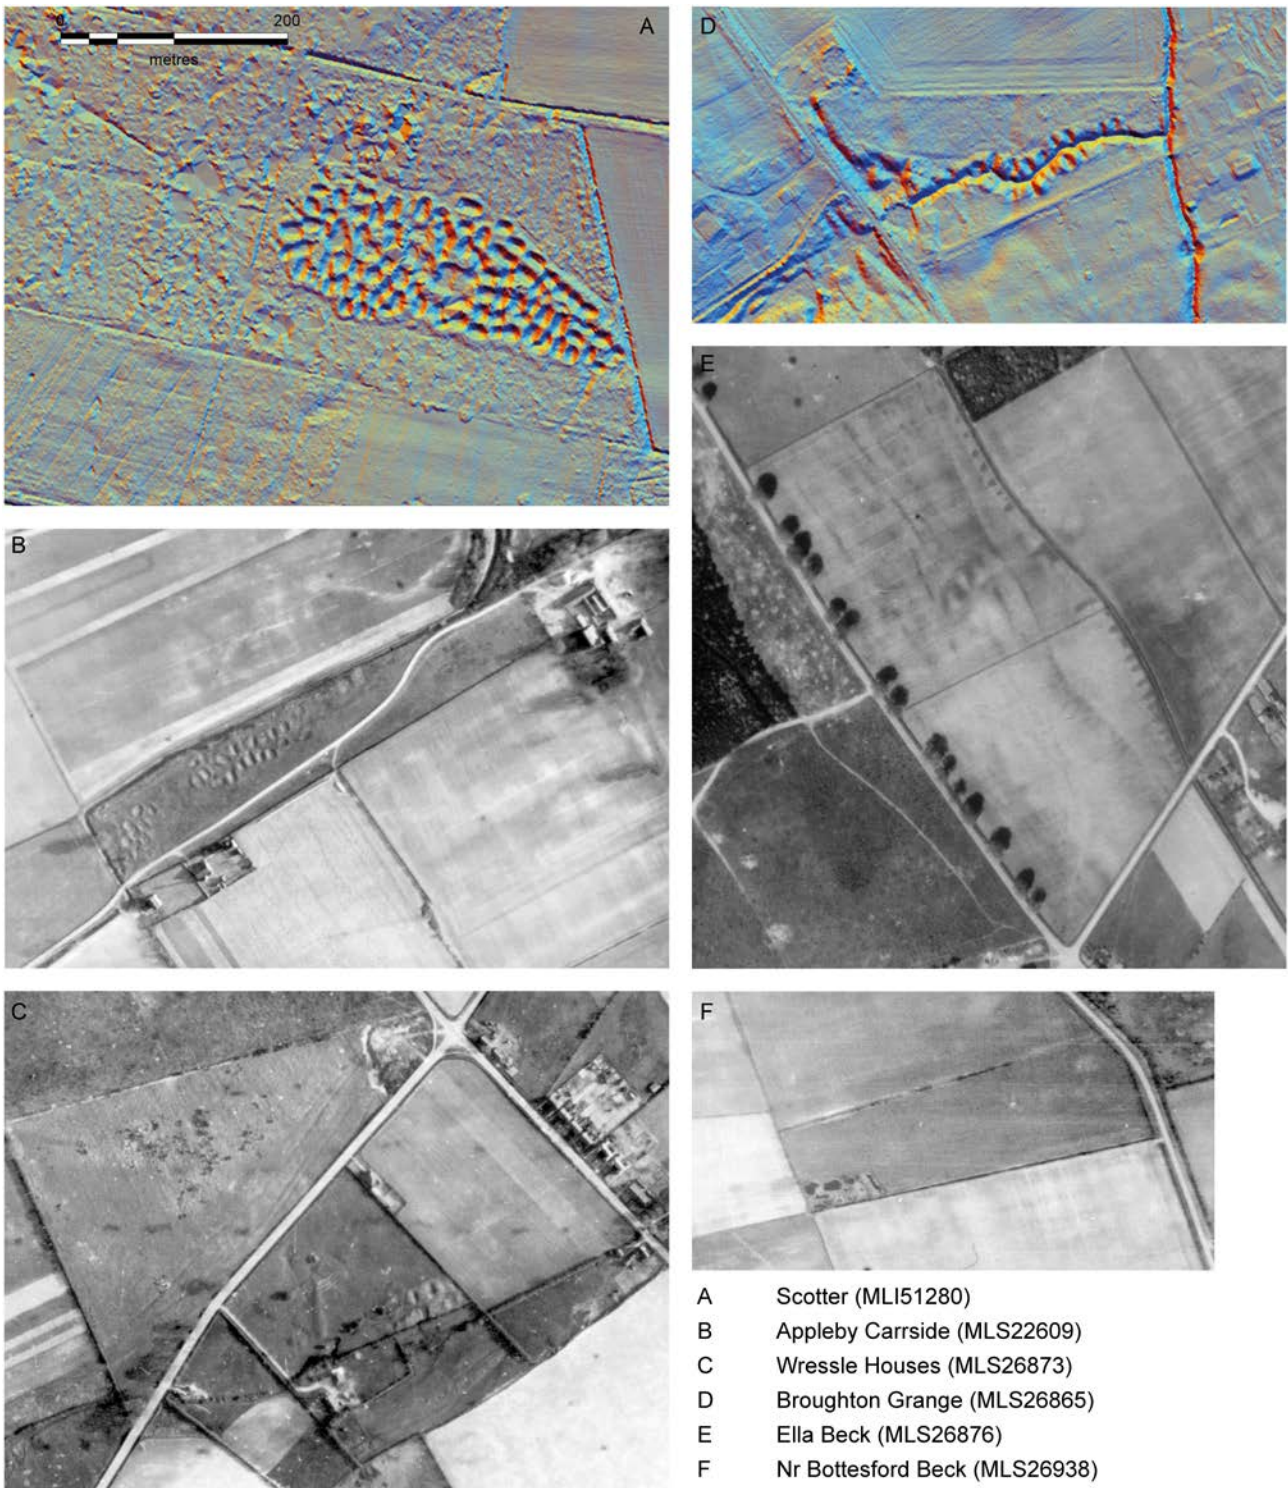 0 200
metres
A
D
E
B
C
F
A Scotter (MLI51280)
B Appleby Carrside (MLS22609)
C Wressle Houses (MLS26873)
D Broughton Grange (MLS26865)
E Ella Beck (MLS26876)
F Nr Bottesford Beck (MLS26938)